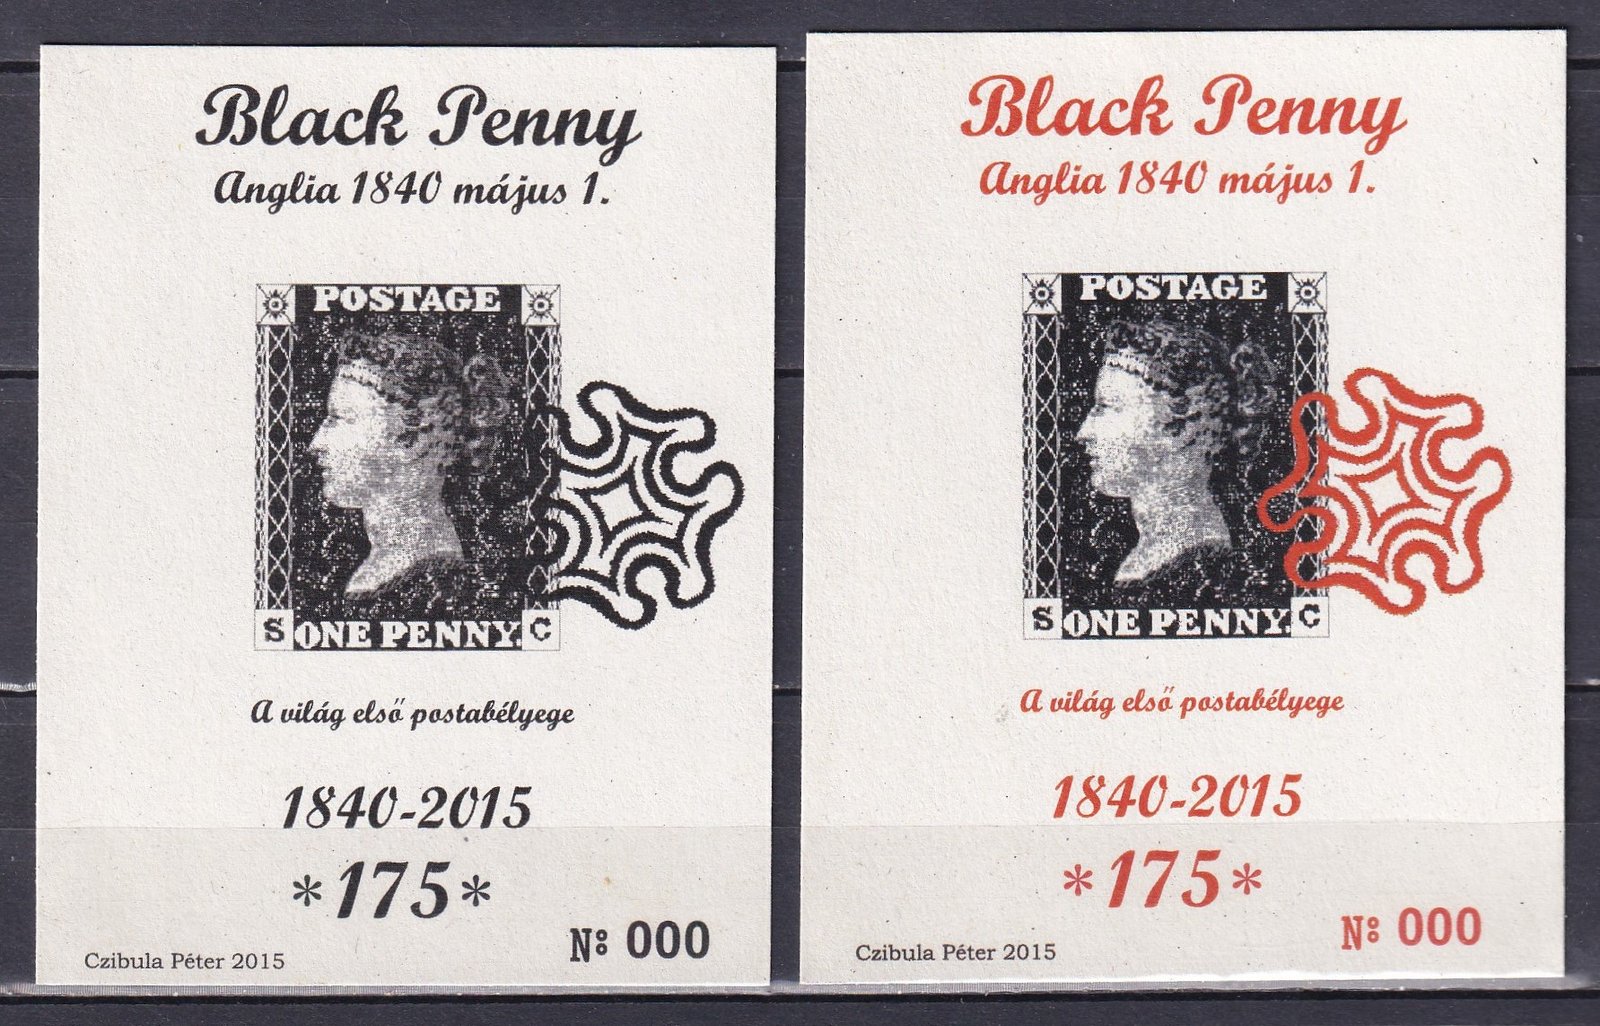 Black Penny
Anglia 1840 május 1.
POSTAGE
S ONE PENNY. C
A világ első postabélyege
1840-2015
*175*
Czibula Péter 2015
Nº 000
Black Penny
Anglia 1840 május 1.
POSTAGE
S ONE PENNY. C
A világ első postabélyege
1840-2015
*175*
Czibula Péter 2015
Nº 000